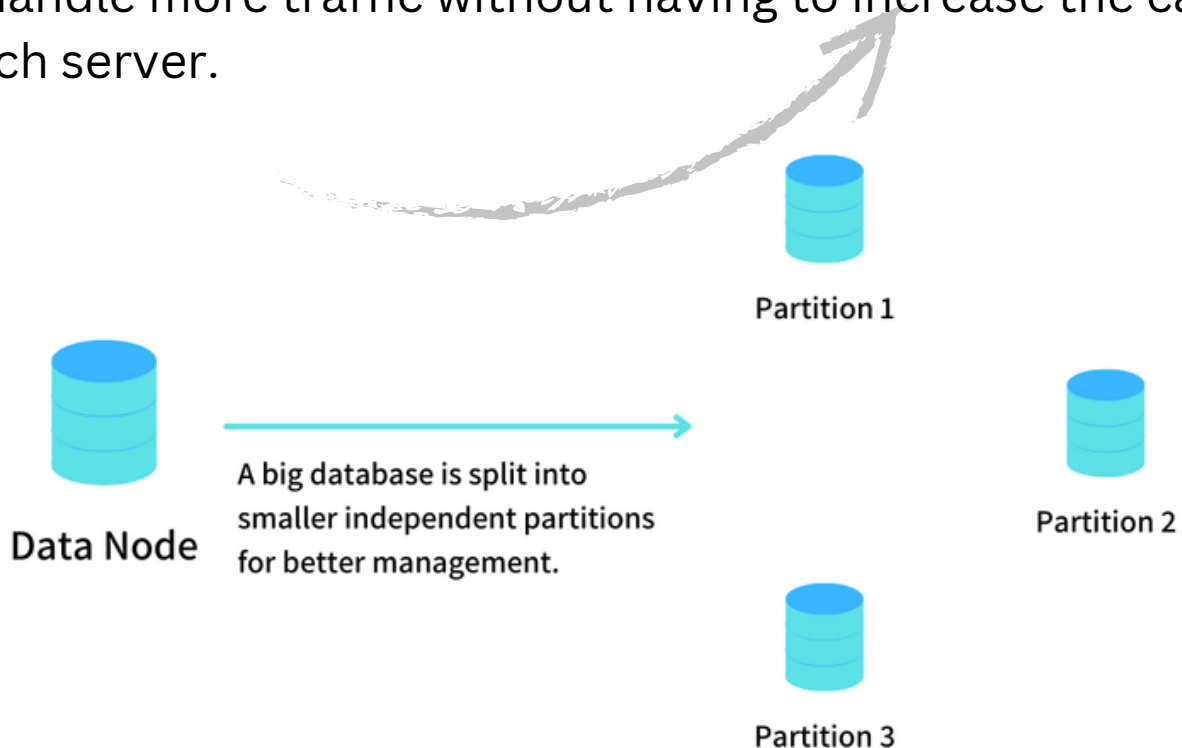 handle more traffic without having to increase the ca
ch server.
Partition 1
A big database is split into
smaller independent partitions
for better management.
Data Node
Partition 2
Partition 3